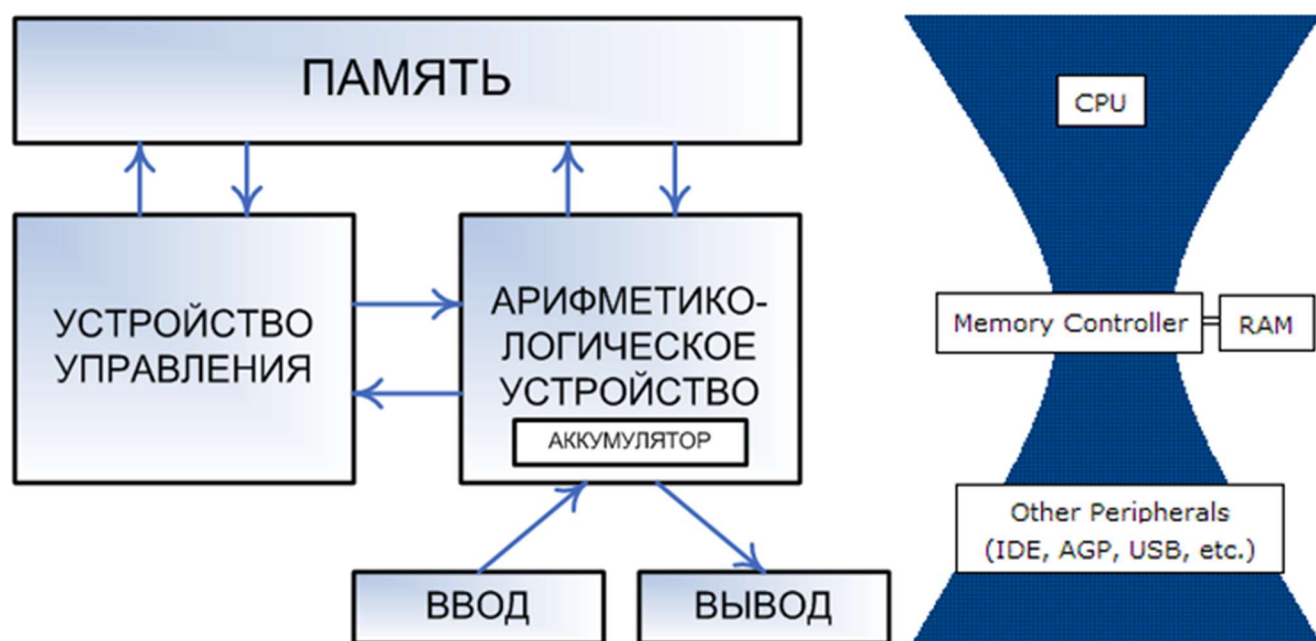 ПАМЯТЬ
УСТРОЙСТВО
УПРАВЛЕНИЯ
АРИФМЕТИКО-
ЛОГИЧЕСКОЕ
УСТРОЙСТВО
АККУМУЛЯТОР
ВВОД
ВЫВОД
CPU
Memory Controller
RAM
Other Peripherals
(IDE, AGP, USB, etc.)